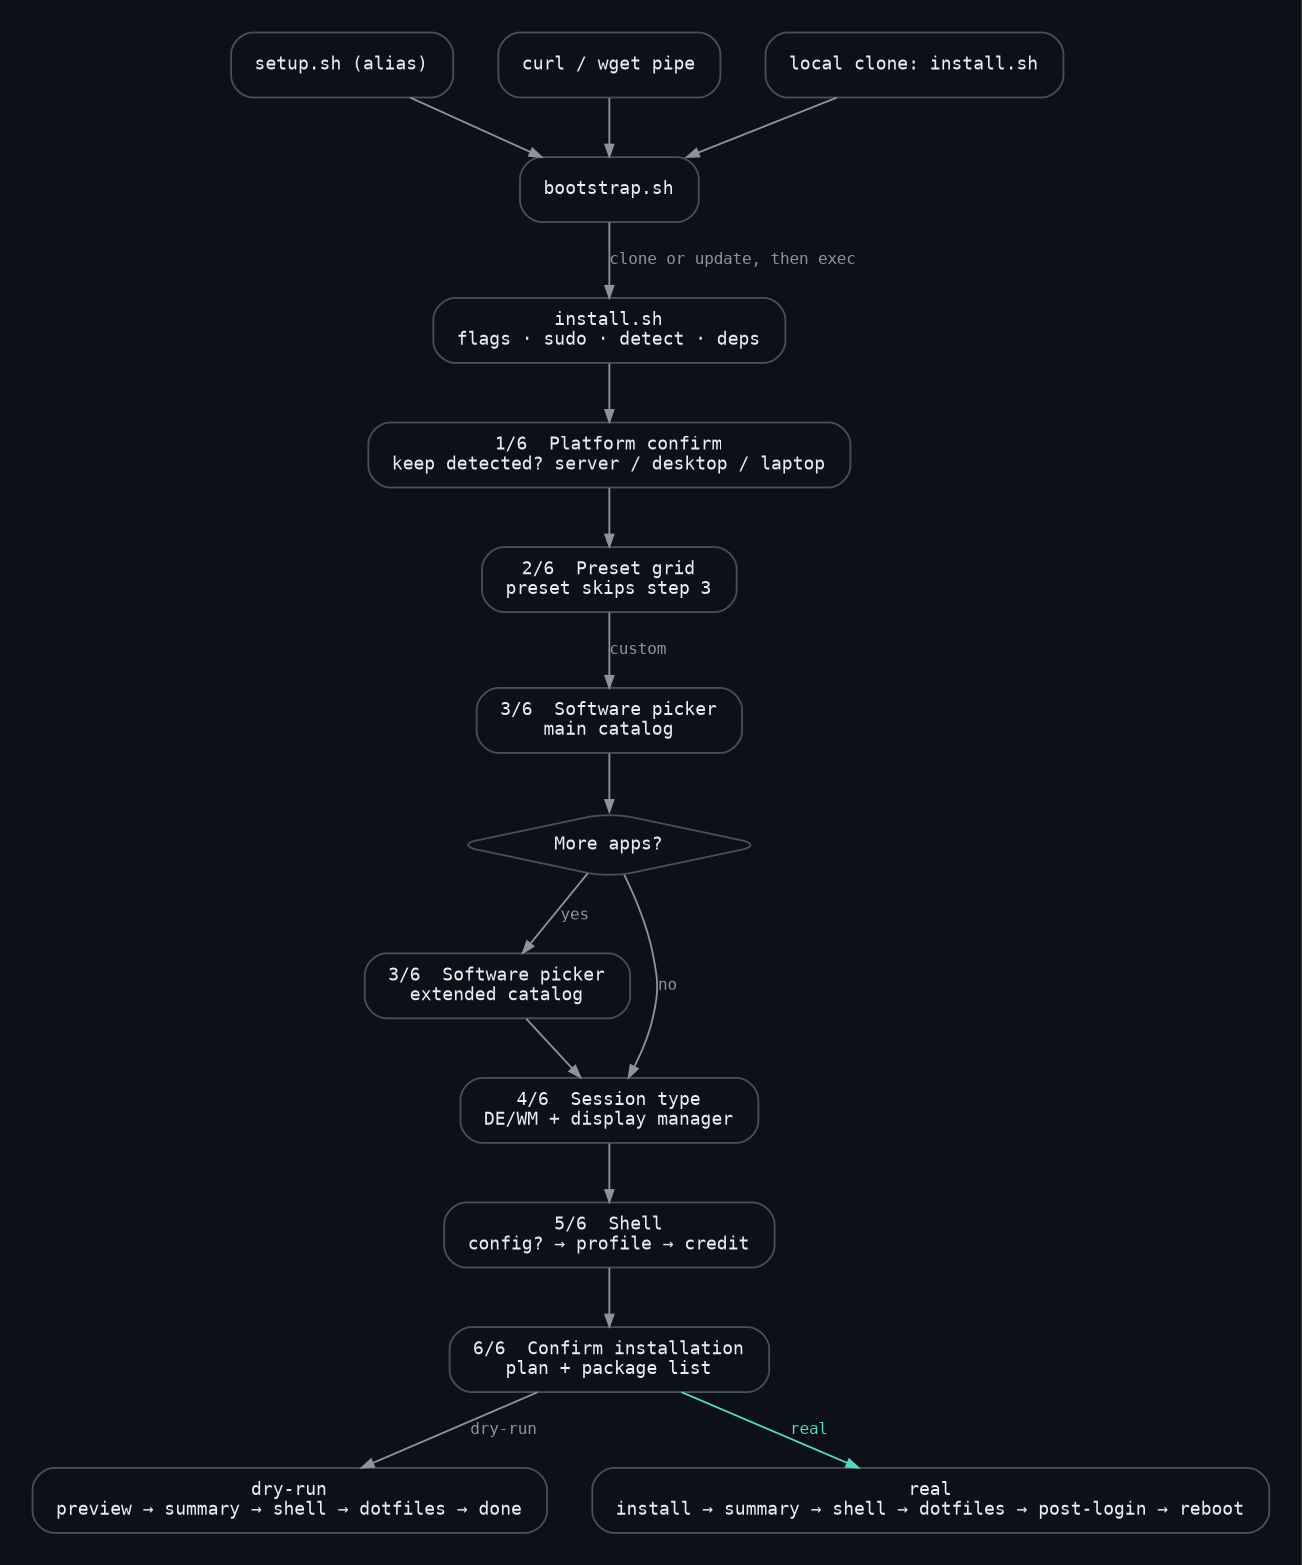 setup.sh (alias)
curl / wget pipe
local clone: install.sh
bootstrap.sh
clone or update, then exec
install.sh
flags · sudo · detect · deps
1/6  Platform confirm
keep detected? server / desktop / laptop
2/6  Preset grid
preset skips step 3
custom
3/6  Software picker
main catalog
More apps?
yes
3/6  Software picker
extended catalog
no
4/6  Session type
DE/WM + display manager
5/6  Shell
config? → profile → credit
6/6  Confirm installation
plan + package list
dry-run
real
dry-run
preview → summary → shell → dotfiles → done
real
install → summary → shell → dotfiles → post-login → reboot